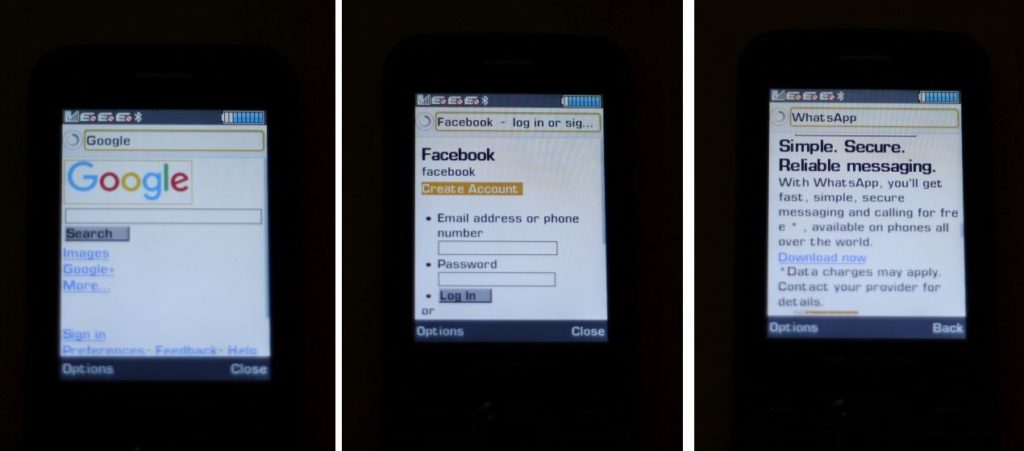 Google
Google
Search
Images
Google+
More...
Sign in
Preferences- Feedback- Help
Options Close
Facebook - log in or sig...
Facebook
facebook
Create Account
• Email address or phone
number
• Password
• Log In
or
Options Close
WhatsApp
Simple. Secure.
Reliable messaging.
With WhatsApp, you'll get
fast, simple, secure
messaging and calling for fre
e * , available on phones all
over the world.
Download now
*Data charges may apply.
Contact your provider for
details.
Options Back